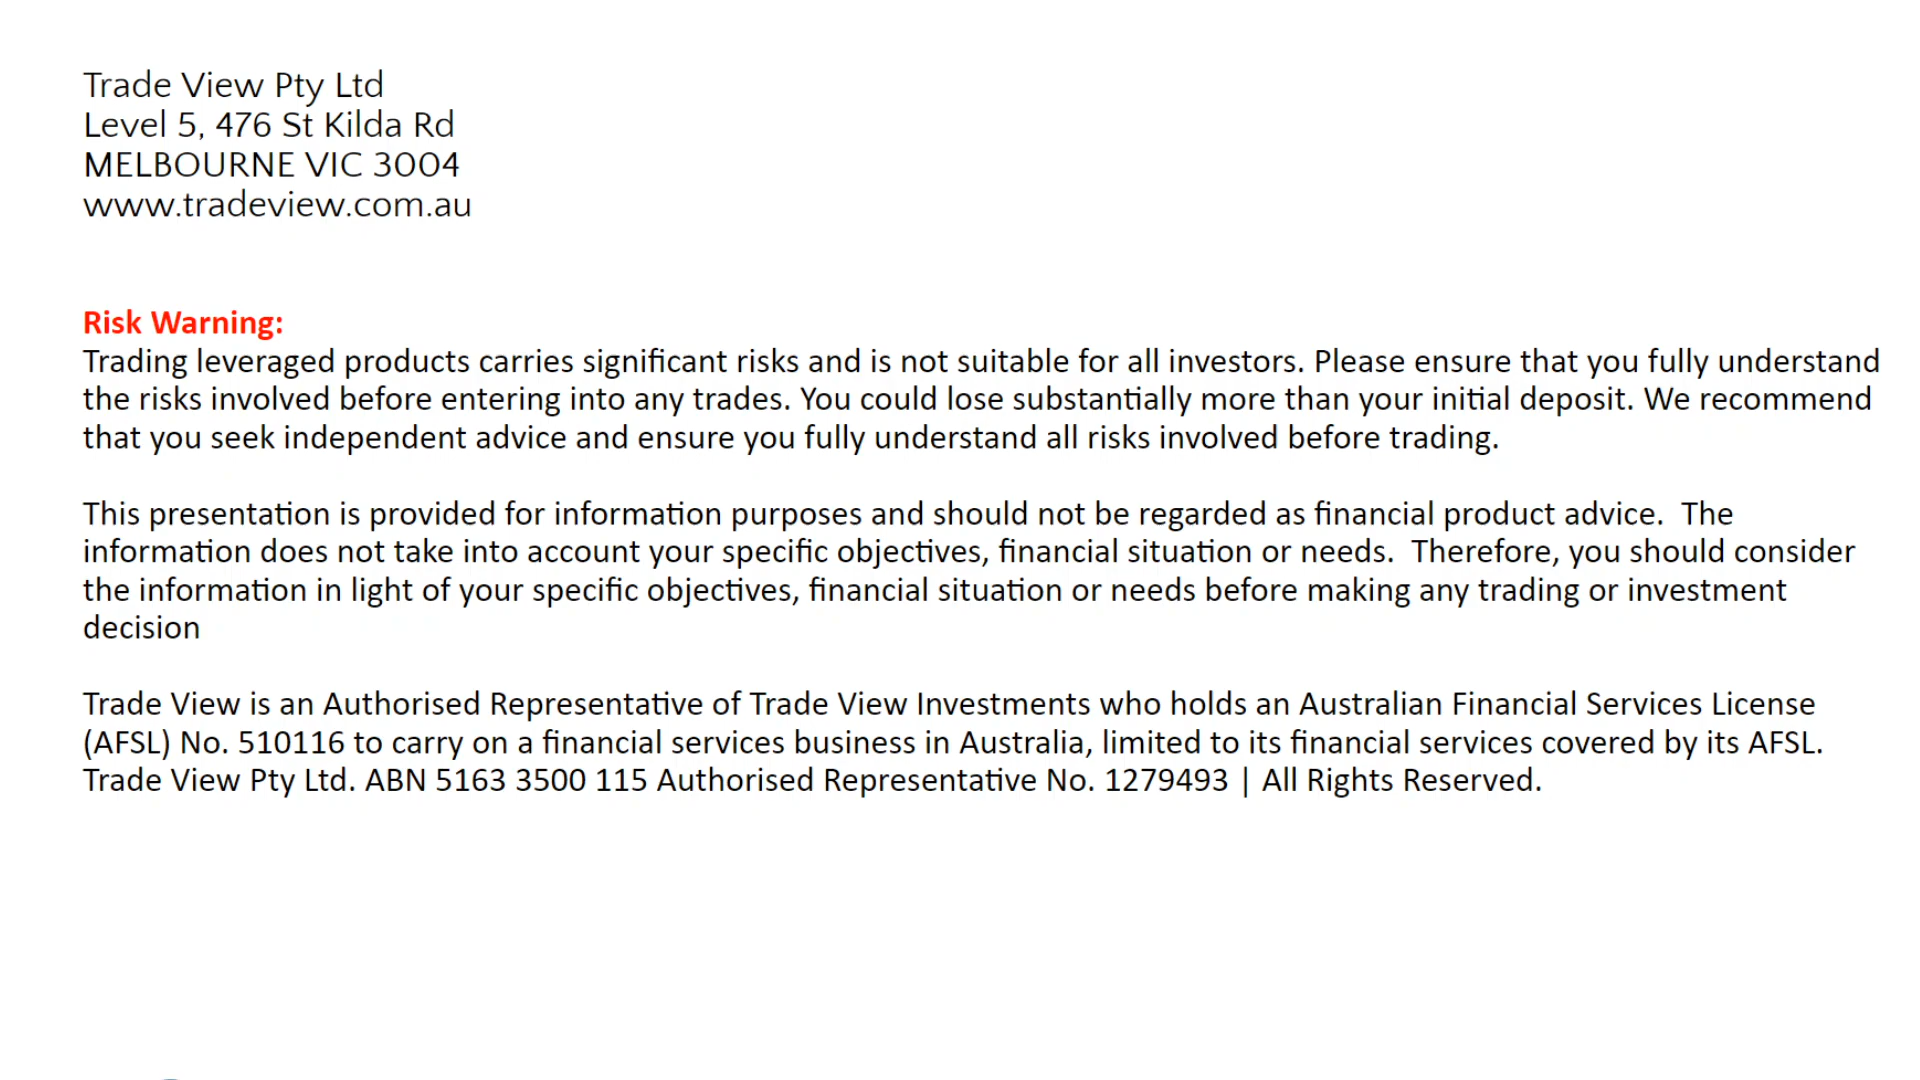 Trade View Pty Ltd
Level 5, 476 St Kilda Rd
MELBOURNE VIC 3004
www.tradeview.com.au
Risk Warning:
Trading leveraged products carries significant risks and is not suitable for all investors. Please ensure that you fully understand
the risks involved before entering into any trades. You could lose substantially more than your initial deposit. We recommend
that you seek independent advice and ensure you fully understand all risks involved before trading.
This presentation is provided for information purposes and should not be regarded as financial product advice.  The
information does not take into account your specific objectives, financial situation or needs.  Therefore, you should consider
the information in light of your specific objectives, financial situation or needs before making any trading or investment
decision
Trade View is an Authorised Representative of Trade View Investments who holds an Australian Financial Services License
(AFSL) No. 510116 to carry on a financial services business in Australia, limited to its financial services covered by its AFSL.
Trade View Pty Ltd. ABN 5163 3500 115 Authorised Representative No. 1279493 | All Rights Reserved.